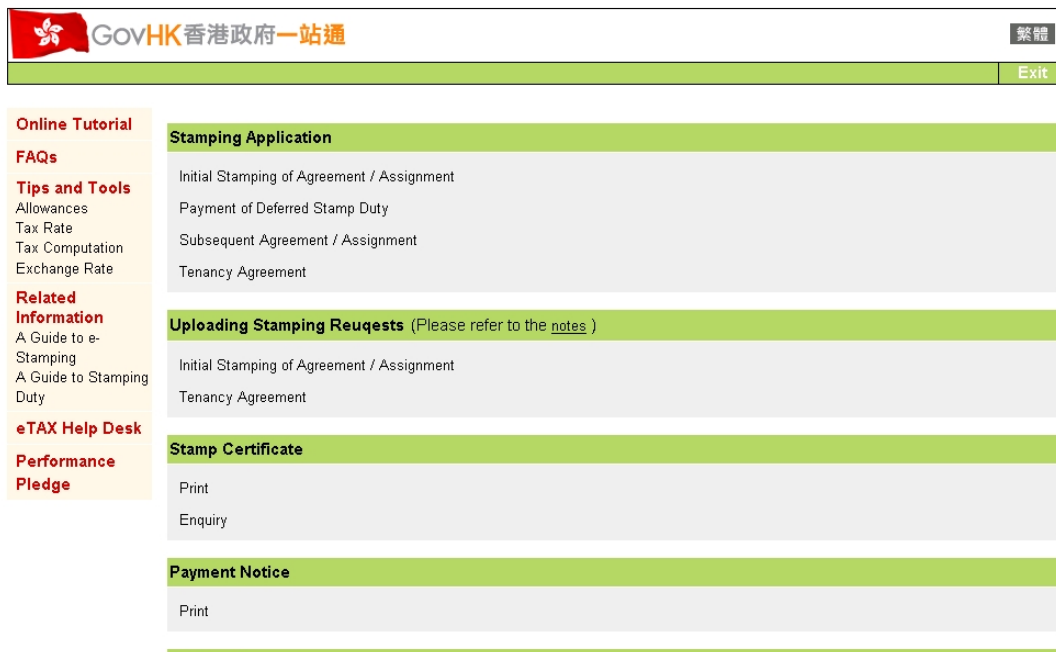 GovHK香港政府一站通
繁體
Exit
Online Tutorial
FAQs
Tips and Tools
Allowances
Tax Rate
Tax Computation
Exchange Rate
Related
Information
A Guide to e-
Stamping
A Guide to Stamping
Duty
eTAX Help Desk
Performance
Pledge
Stamping Application
Initial Stamping of Agreement / Assignment
Payment of Deferred Stamp Duty
Subsequent Agreement / Assignment
Tenancy Agreement
Uploading Stamping Reuqests (Please refer to the notes )
Initial Stamping of Agreement / Assignment
Tenancy Agreement
Stamp Certificate
Print
Enquiry
Payment Notice
Print